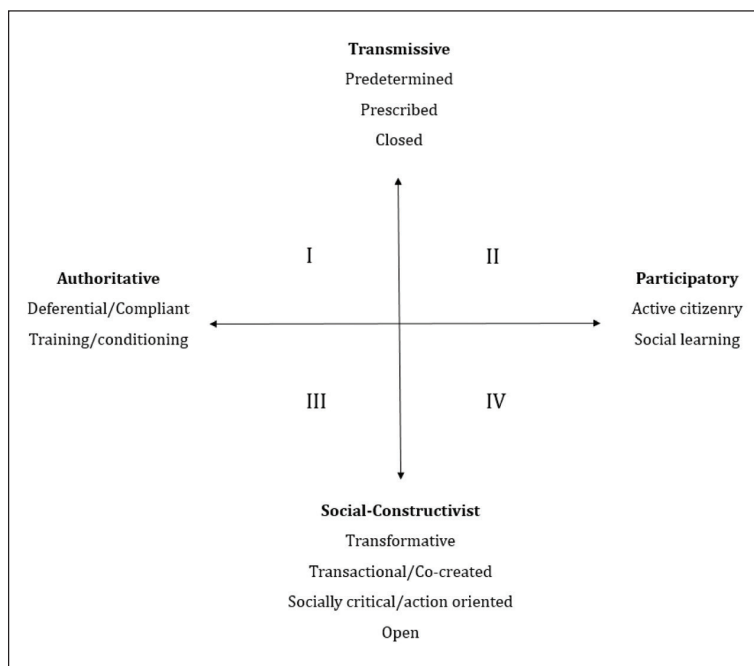 Transmissive
Predetermined
Prescribed
Closed
I
II
Authoritative
Deferential/Compliant
Training/conditioning
Participatory
Active citizenry
Social learning
III
IV
Social-Constructivist
Transformative
Transactional/Co-created
Socially critical/action oriented
Open